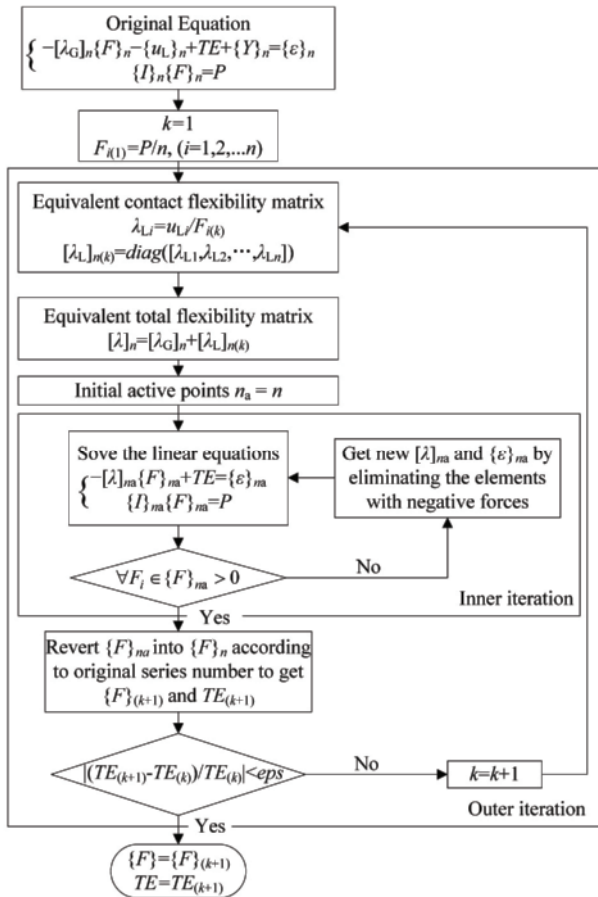 Original Equation
−[λG]n{F}n−{uL}n+TE+{Y}n={ε}n
{I}n{F}n=P
k=1
Fi(1)=P/n, (i=1,2,...n)
Equivalent contact flexibility matrix
λLi=uLi/Fi(k)
[λL]n(k)=diag([λL1,λL2,⋯,λLn])
Equivalent total flexibility matrix
[λ]n=[λG]n+[λL]n(k)
Initial active points na = n
Sove the linear equations
−[λ]na{F}na+TE={ε}na
{I}na{F}na=P
Get new [λ]na and {ε}na by
eliminating the elements
with negative forces
∀Fi ∈{F}na > 0
No
Inner iteration
Yes
Revert {F}na into {F}n according
to original series number to get
{F}(k+1) and TE(k+1)
|(TE(k+1)-TE(k))/TE(k)|<eps
No
k=k+1
Outer iteration
Yes
{F}={F}(k+1)
TE=TE(k+1)